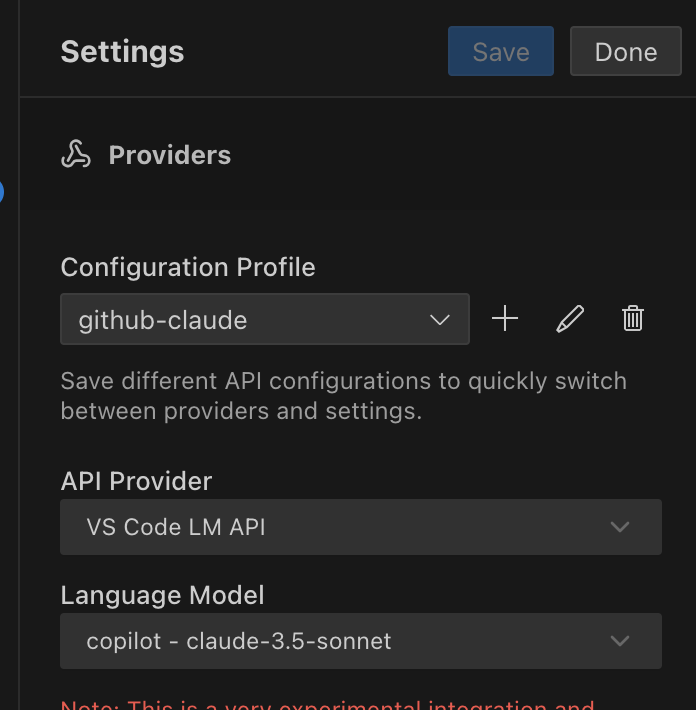 Settings
Save
Done
Providers
Configuration Profile
github-claude
Save different API configurations to quickly switch
between providers and settings.
API Provider
VS Code LM API
Language Model
copilot - claude-3.5-sonnet
Note: This is a very experimental integration and